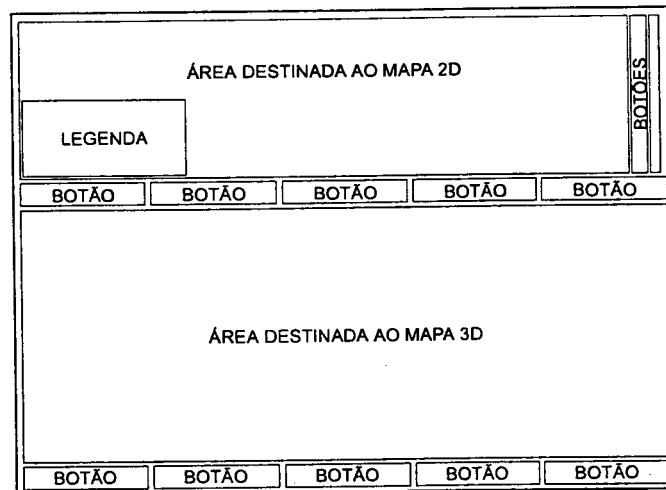 ÁREA DESTINADA AO MAPA 2D
BOTÕES
LEGENDA
BOTÃO BOTÃO BOTÃO BOTÃO BOTÃO
ÁREA DESTINADA AO MAPA 3D
BOTÃO BOTÃO BOTÃO BOTÃO BOTÃO